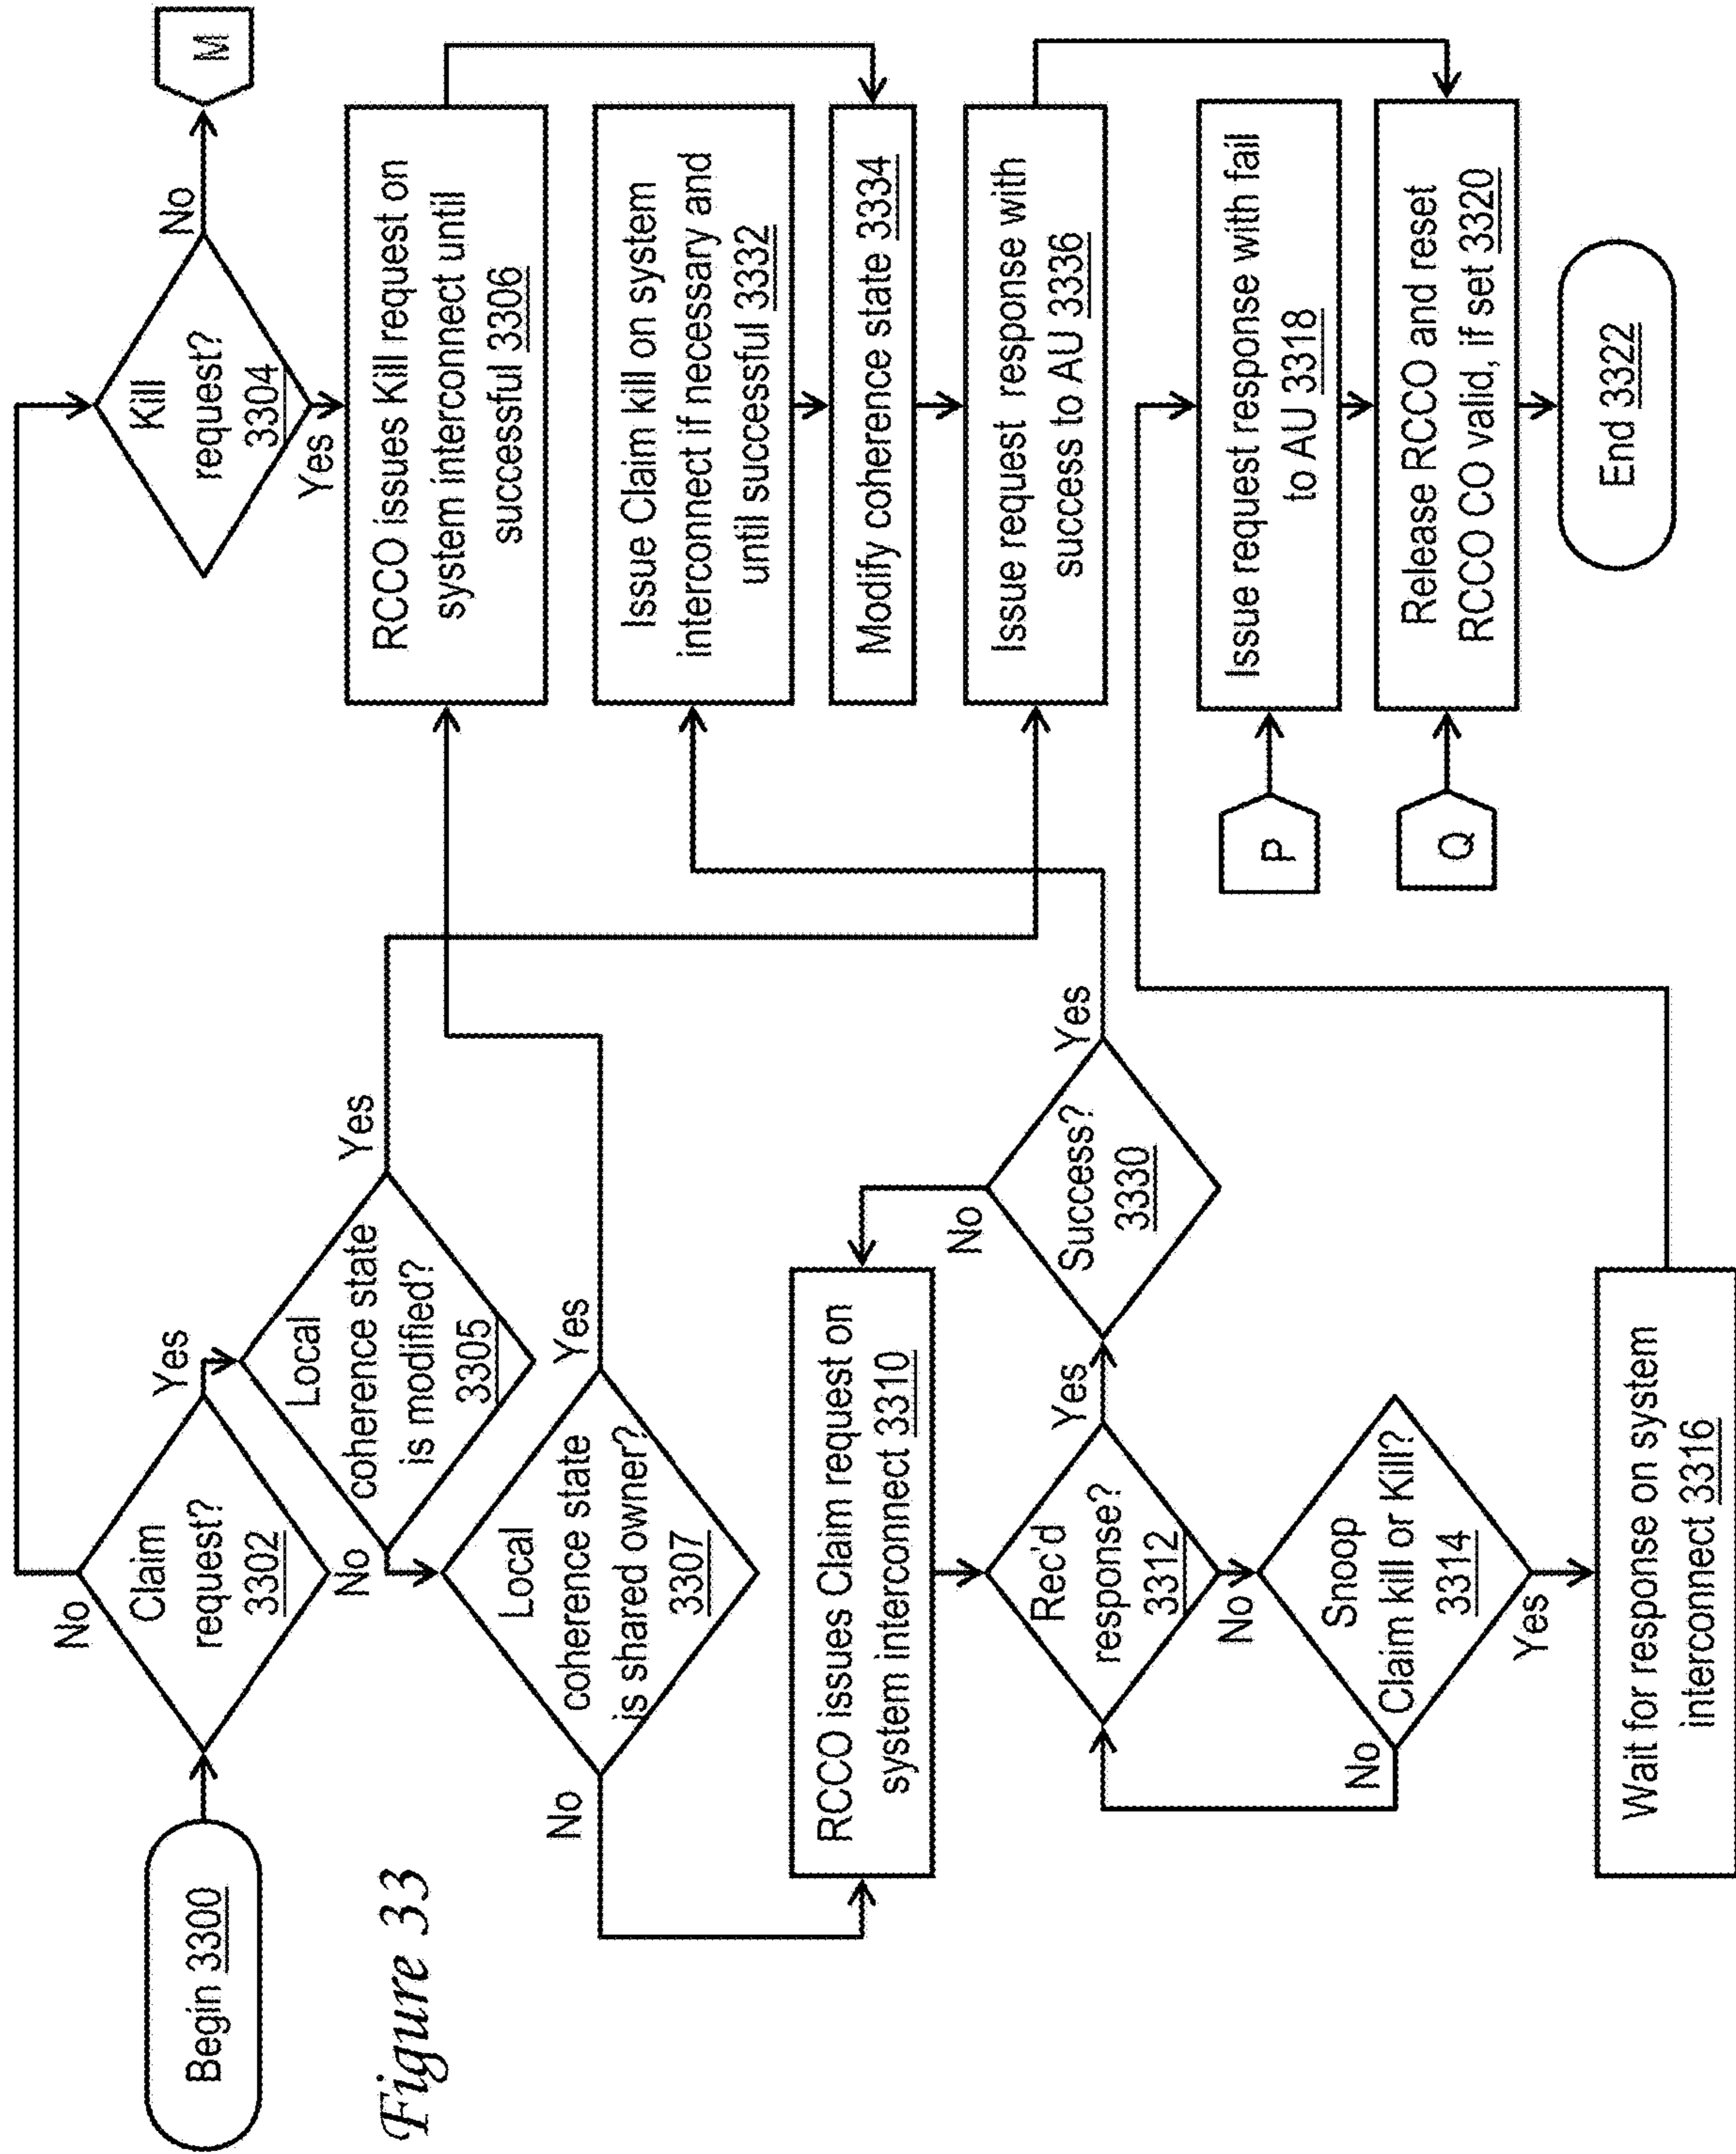 Begin 3300
Figure 33
No
Claim
request?
3302
Yes
Local
coherence state
is modified?
3305
Yes
No
Local
coherence state
is shared owner?
3307
Yes
No
RCCO issues Claim request on
system interconnect 3310
Rec'd
response?
3312
Yes
No
Success?
3330
Yes
No
Snoop
Claim kill or Kill?
3314
No
Yes
Wait for response on system
interconnect 3316
Kill
request?
3304
No
M
Yes
RCCO issues Kill request on
system interconnect until
successful 3306
Issue Claim kill on system
interconnect if necessary and
until successful 3332
Modify coherence state 3334
Issue request response with
success to AU 3336
P
Issue request response with fail
to AU 3318
Q
Release RCCO and reset
RCCO CO valid, if set 3320
End 3322